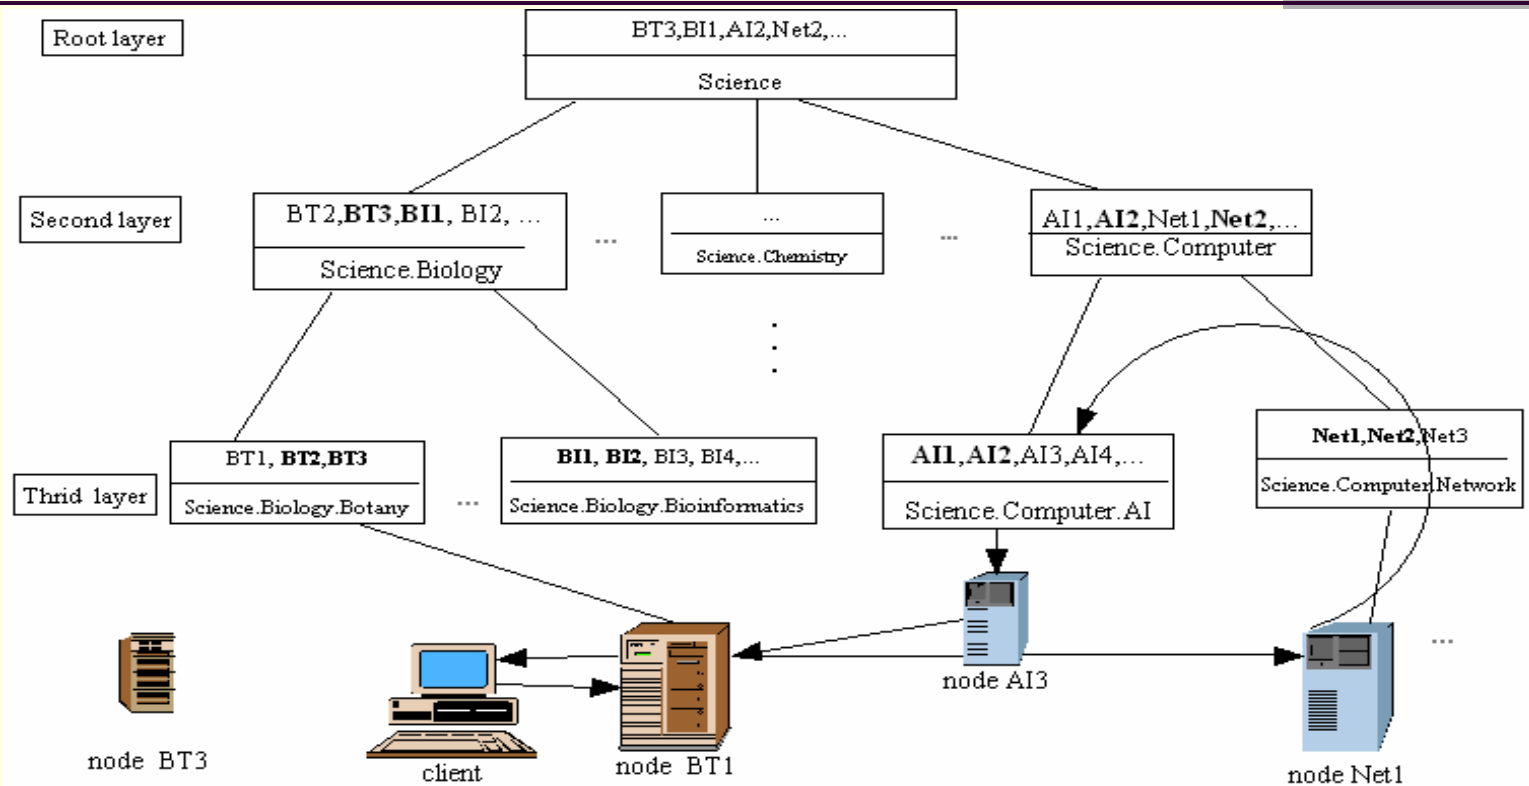 Root layer
BT3,BI1,AI2,Net2,...
Science
Second layer
BT2,BT3,BI1, BI2, ...
Science.Biology
...
...
Science.Chemistry
...
AI1,AI2,Net1,Net2,...
Science.Computer
Thrid layer
BT1, BT2,BT3
Science.Biology.Botany
...
BI1, BI2, BI3, BI4,...
Science.Biology.Bioinformatics
AI1,AI2,AI3,AI4,...
Science.Computer.AI
Net1,Net2,Net3
Science.Computer.Network
...
node BT3
client
node BT1
node AI3
node Net1